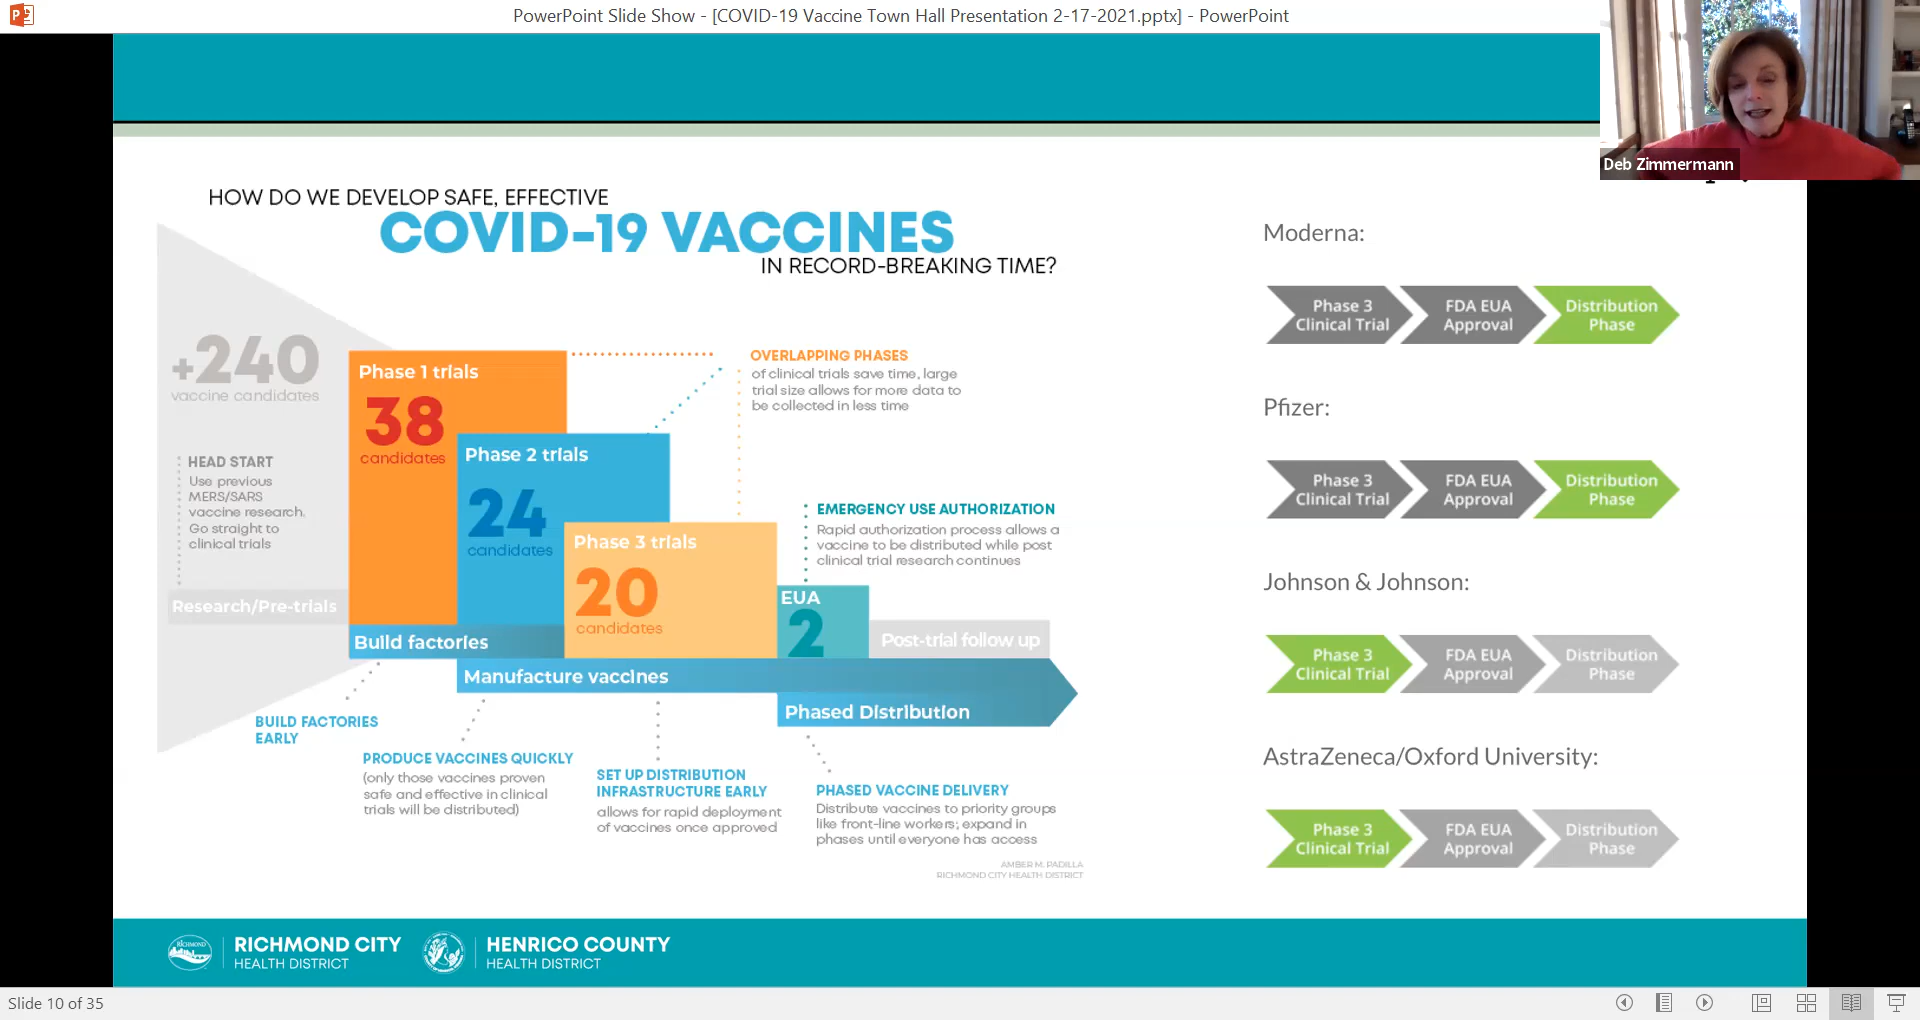 PowerPoint Slide Show - [COVID-19 Vaccine Town Hall Presentation 2-17-2021.pptx] - PowerPoint
Deb Zimmermann
HOW DO WE DEVELOP SAFE, EFFECTIVE
COVID-19 VACCINES
IN RECORD-BREAKING TIME?
+240
vaccine candidates
HEAD START
Use previous
MERS/SARS
vaccine research.
Go straight to
clinical trials
Research/Pre-trials
Phase 1 trials
38
candidates
Phase 2 trials
24
candidates
Phase 3 trials
20
candidates
OVERLAPPING PHASES
of clinical trials save time, large
trial size allows for more data to
be collected in less time
EMERGENCY USE AUTHORIZATION
Rapid authorization process allows a
vaccine to be distributed while post
clinical trial research continues
EUA
2
Post-trial follow up
Build factories
Manufacture vaccines
Phased Distribution
BUILD FACTORIES
EARLY
PRODUCE VACCINES QUICKLY
(only those vaccines proven
safe and effective in clinical
trials will be distributed)
SET UP DISTRIBUTION
INFRASTRUCTURE EARLY
allows for rapid deployment
of vaccines once approved
PHASED VACCINE DELIVERY
Distribute vaccines to priority groups
like front-line workers; expand in
phases until everyone has access
AMBER M. PADILLA
RICHMOND CITY HEALTH DISTRICT
Moderna:
Phase 3
Clinical Trial
FDA EUA
Approval
Distribution
Phase
Pfizer:
Phase 3
Clinical Trial
FDA EUA
Approval
Distribution
Phase
Johnson & Johnson:
Phase 3
Clinical Trial
FDA EUA
Approval
Distribution
Phase
AstraZeneca/Oxford University:
Phase 3
Clinical Trial
FDA EUA
Approval
Distribution
Phase
RICHMOND
RICHMOND CITY
HEALTH DISTRICT
HENRICO COUNTY
HEALTH DISTRICT
Slide 10 of 35